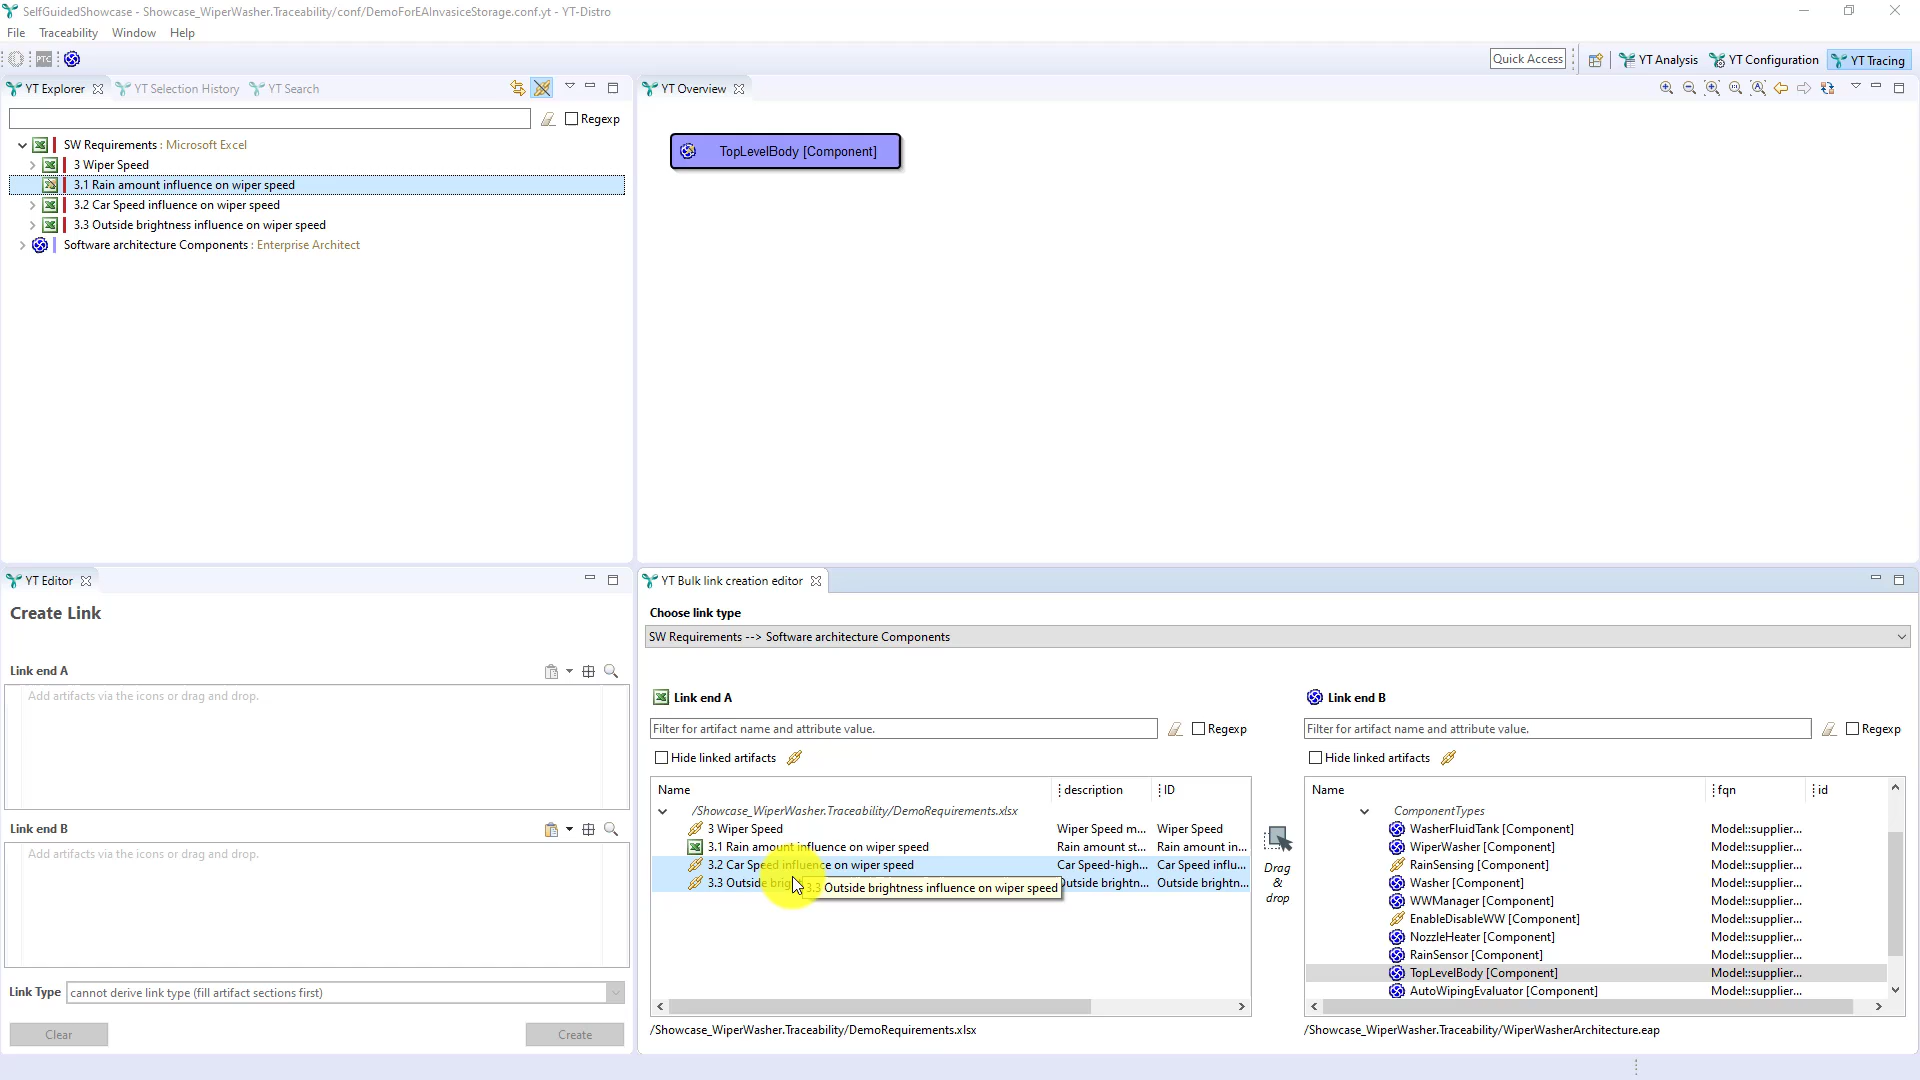 SelfGuidedShowcase - Showcase_WiperWasher.Traceability/conf/DemoForEAInvasiceStorage.conf.yt - YT-Distro
File Traceability Window Help
PTC
Quick Access
YT Analysis
YT Configuration
YT Tracing
YT Explorer
YT Selection History
YT Search
YT Overview
Regexp
SW Requirements : Microsoft Excel
3 Wiper Speed
3.1 Rain amount influence on wiper speed
3.2 Car Speed influence on wiper speed
3.3 Outside brightness influence on wiper speed
Software architecture Components : Enterprise Architect
TopLevelBody [Component]
YT Editor
Create Link
Link end A
Add artifacts via the icons or drag and drop.
Link end B
Add artifacts via the icons or drag and drop.
Link Type cannot derive link type (fill artifact sections first)
Clear
Create
YT Bulk link creation editor
Choose link type
SW Requirements --> Software architecture Components
Link end A
Filter for artifact name and attribute value.
Regexp
Hide linked artifacts
Name description ID
/Showcase_WiperWasher.Traceability/DemoRequirements.xlsx
3 Wiper Speed Wiper Speed m... Wiper Speed
3.1 Rain amount influence on wiper speed Rain amount st... Rain amount in...
3.2 Car Speed influence on wiper speed Car Speed-high... Car Speed influ...
3.3 Outside brig Outside brightn... Outside brightn...
3.3 Outside brightness influence on wiper speed
/Showcase_WiperWasher.Traceability/DemoRequirements.xlsx
Drag
&
drop
Link end B
Filter for artifact name and attribute value.
Regexp
Hide linked artifacts
Name fqn id
ComponentTypes
WasherFluidTank [Component] Model::supplier...
WiperWasher [Component] Model::supplier...
RainSensing [Component] Model::supplier...
Washer [Component] Model::supplier...
WWManager [Component] Model::supplier...
EnableDisableWW [Component] Model::supplier...
NozzleHeater [Component] Model::supplier...
RainSensor [Component] Model::supplier...
TopLevelBody [Component] Model::supplier...
AutoWipingEvaluator [Component] Model::supplier...
/Showcase_WiperWasher.Traceability/WiperWasherArchitecture.eap